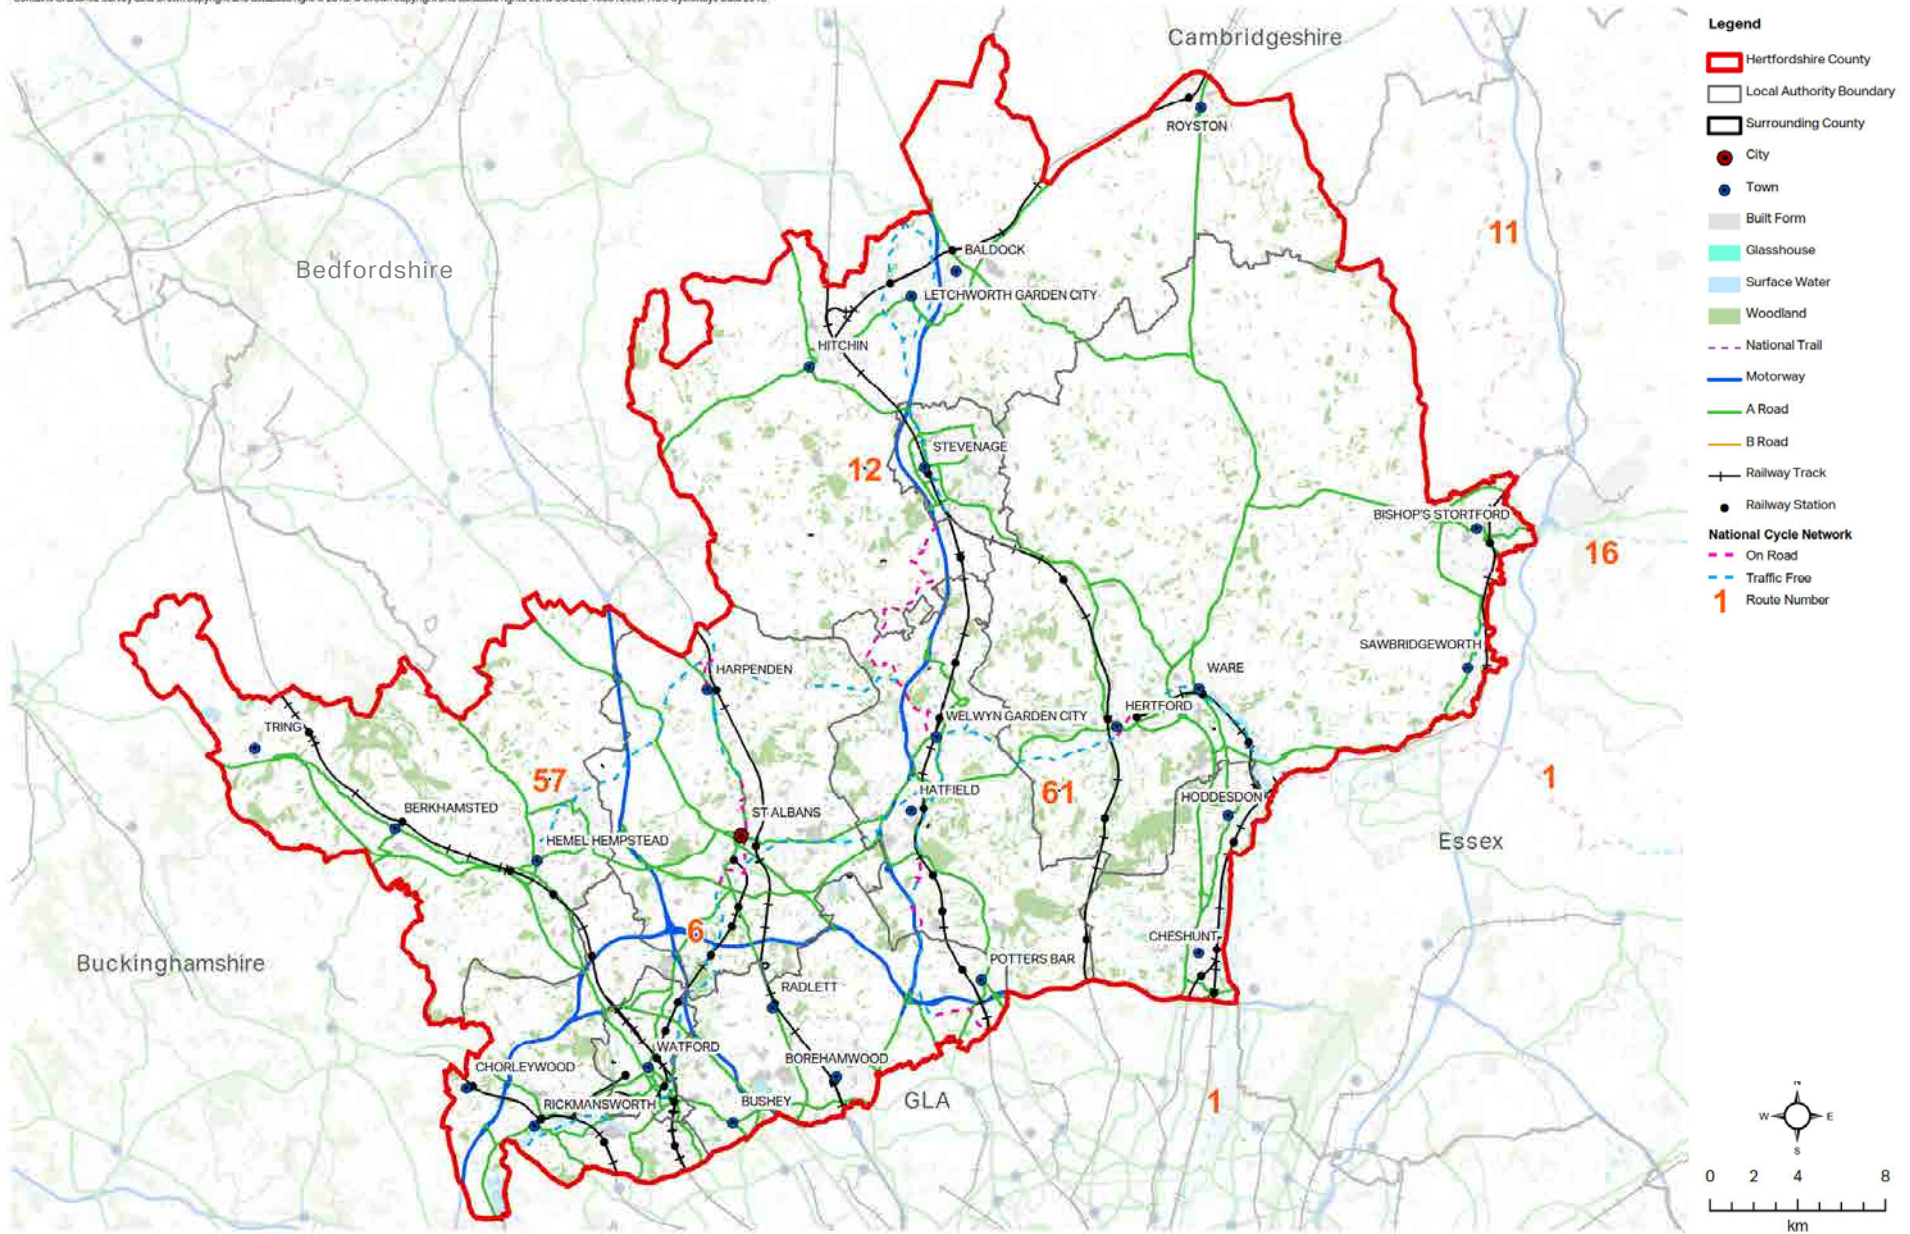 Cambridgeshire
ROYSTON
11
BALDOCK
Bedfordshire
LETCHWORTH GARDEN CITY
HITCHIN
STEVENAGE
12
BISHOP'S STORTFORD
16
SAWBRIDGEWORTH
HARPENDEN
WARE
HERTFORD
WELWYN GARDEN CITY
TRING
57
61
1
HATFIELD
HODDESDON
BERKHAMSTED
ST ALBANS
HEMEL HEMPSTEAD
Essex
6
CHESHUNT
Buckinghamshire
POTTERS BAR
RADLETT
WATFORD
BOREHAMWOOD
CHORLEYWOOD
RICKMANSWORTH
BUSHEY
GLA
1
Legend
Hertfordshire County
Local Authority Boundary
Surrounding County
City
Town
Built Form
Glasshouse
Surface Water
Woodland
National Trail
Motorway
A Road
B Road
Railway Track
Railway Station
National Cycle Network
On Road
Traffic Free
1 Route Number
N
W E
S
0 2 4 8
km